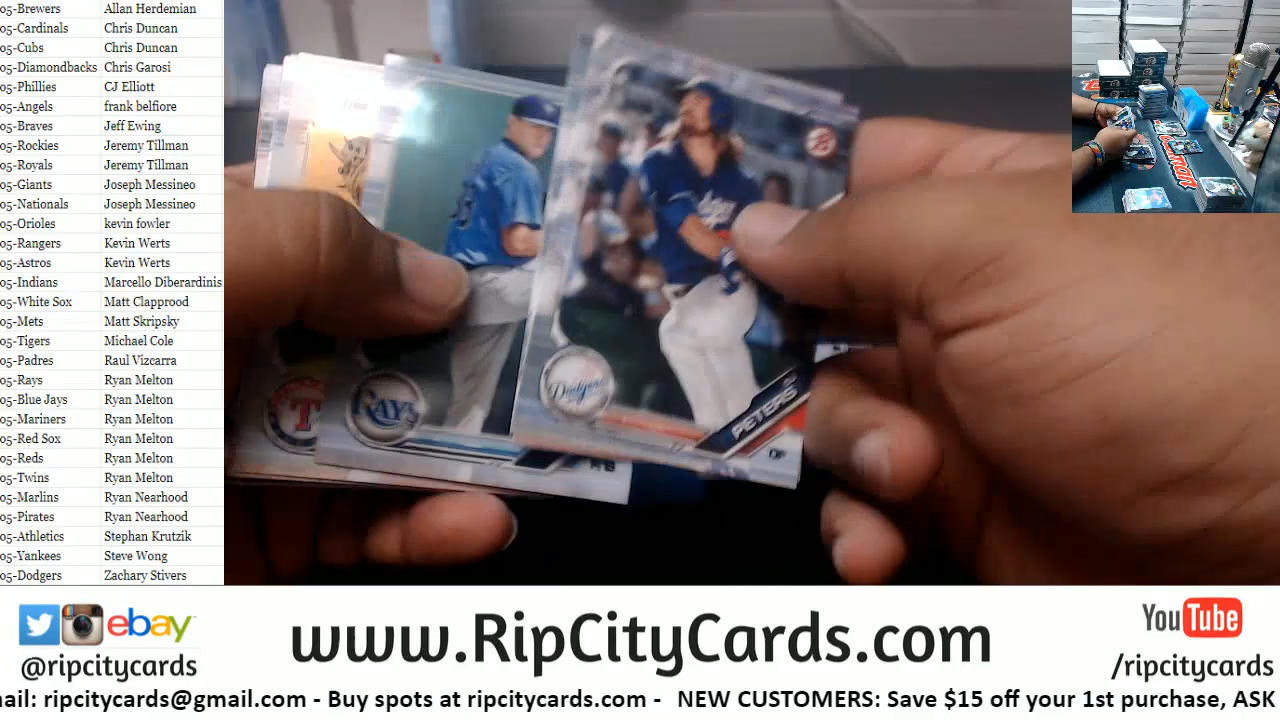 05-Brewers Allan Herdemian
05-Cardinals Chris Duncan
05-Cubs Chris Duncan
05-Diamondbacks Chris Garosi
05-Phillies CJ Elliott
05-Angels frank belfiore
05-Braves Jeff Ewing
05-Rockies Jeremy Tillman
05-Royals Jeremy Tillman
05-Giants Joseph Messineo
05-Nationals Joseph Messineo
05-Orioles kevin fowler
05-Rangers Kevin Werts
05-Astros Kevin Werts
05-Indians Marcello Diberardinis
05-White Sox Matt Clapprood
05-Mets Matt Skripsky
05-Tigers Michael Cole
05-Padres Raul Vizcarra
05-Rays Ryan Melton
05-Blue Jays Ryan Melton
05-Mariners Ryan Melton
05-Red Sox Ryan Melton
05-Reds Ryan Melton
05-Twins Ryan Melton
05-Marlins Ryan Nearhood
05-Pirates Ryan Nearhood
05-Athletics Stephan Krutzik
05-Yankees Steve Wong
05-Dodgers Zachary Stivers
T
RAYS
Dodgers
PETERS
OF
ebay
@ripcitycards
www.RipCityCards.com
YouTube
/ripcitycards
ail: ripcitycards@gmail.com - Buy spots at ripcitycards.com - NEW CUSTOMERS: Save $15 off your 1st purchase, ASK